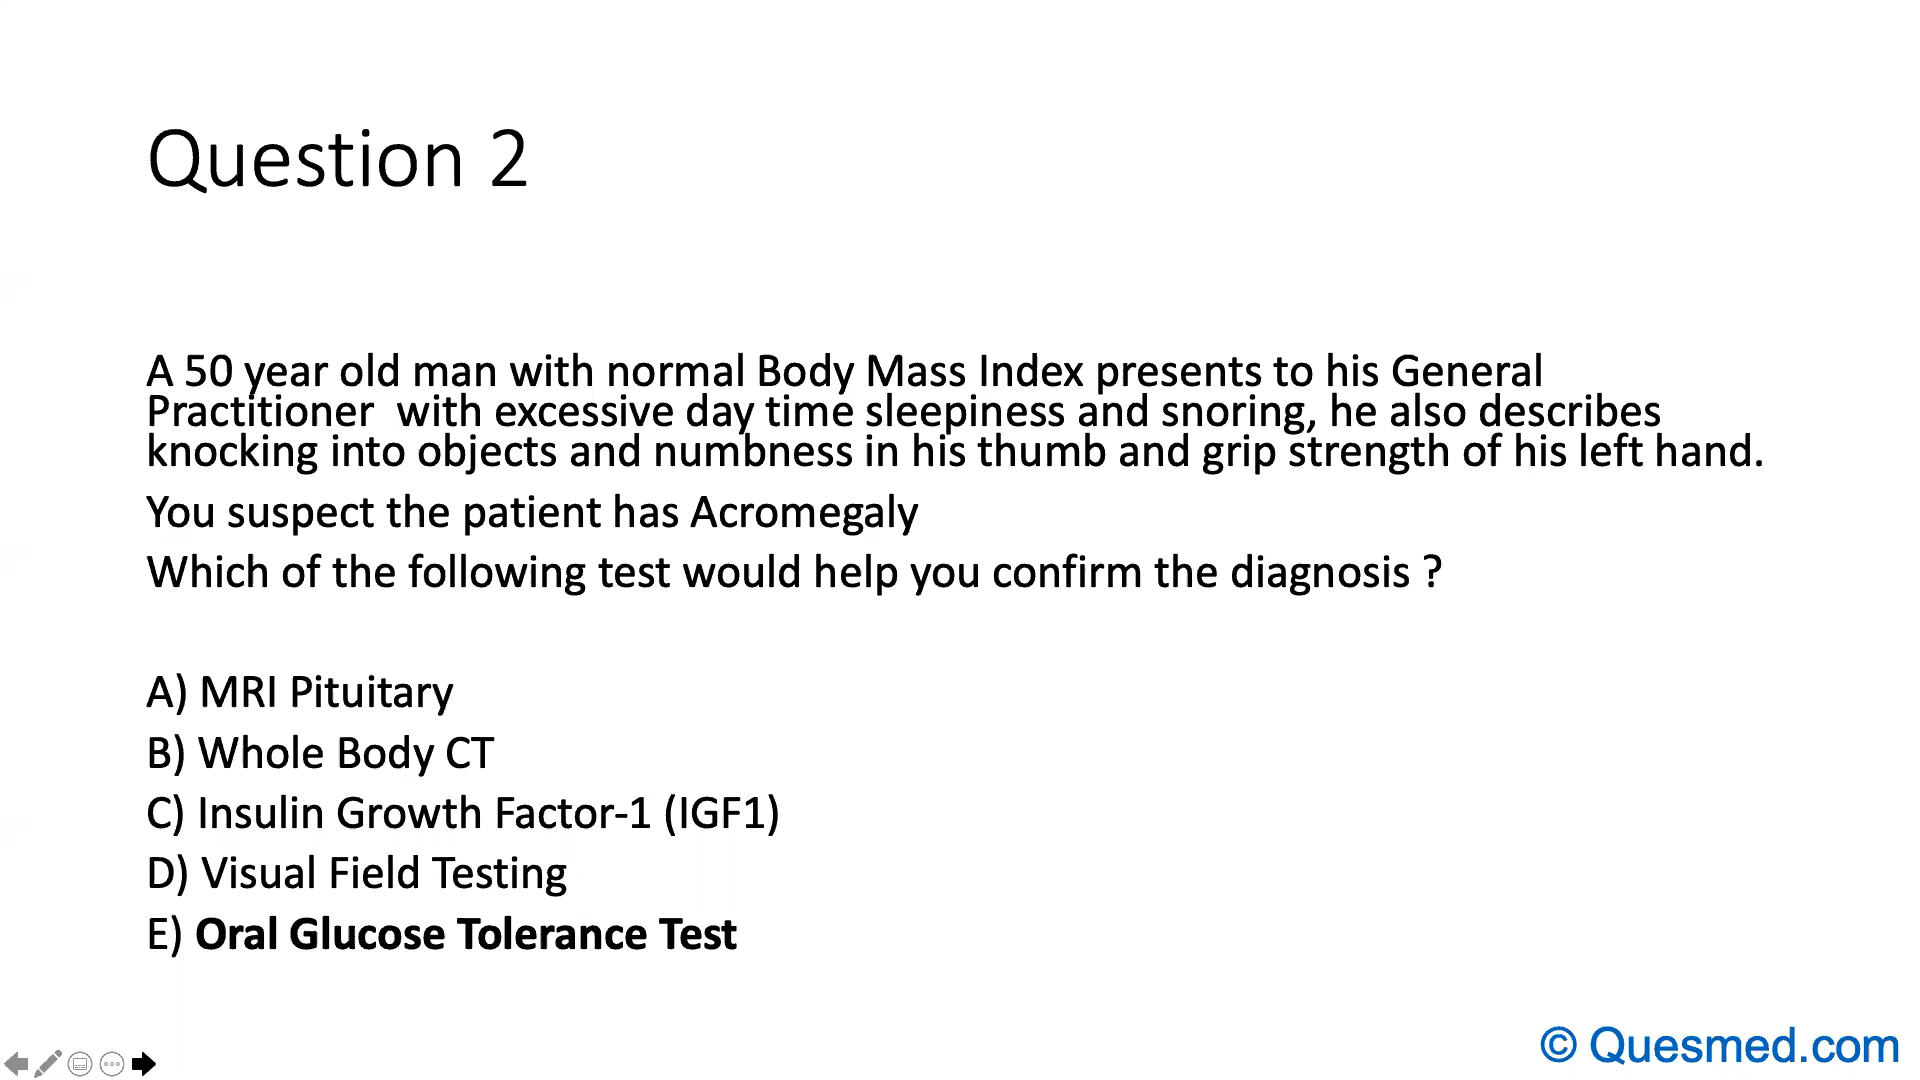 Question 2
A 50 year old man with normal Body Mass Index presents to his General
Practitioner  with excessive day time sleepiness and snoring, he also describes
knocking into objects and numbness in his thumb and grip strength of his left hand.
You suspect the patient has Acromegaly
Which of the following test would help you confirm the diagnosis ?
A) MRI Pituitary
B) Whole Body CT
C) Insulin Growth Factor-1 (IGF1)
D) Visual Field Testing
E) Oral Glucose Tolerance Test
© Quesmed.com